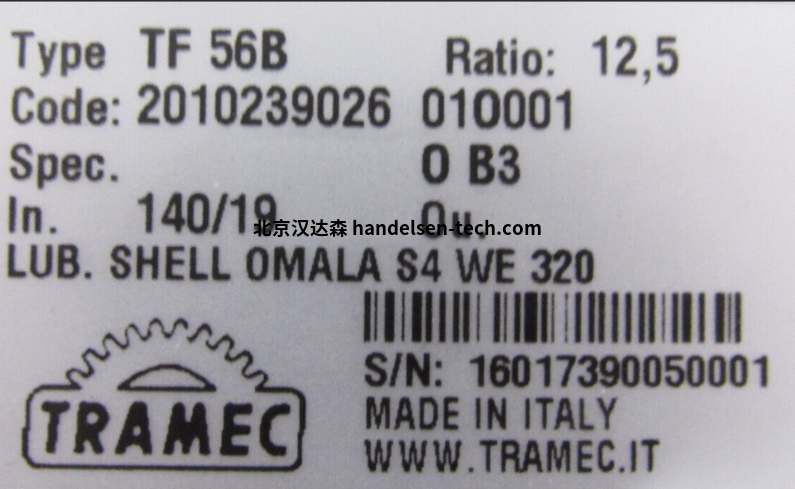 Type TF 56B Ratio: 12,5
Code: 2010239026 010001
Spec. O B3
In. 140/19 Ou.
北京汉达森 handelsen-tech.com
LUB. SHELL OMALA S4 WE 320
S/N: 16017390050001
TRAMEC
MADE IN ITALY
WWW.TRAMEC.IT